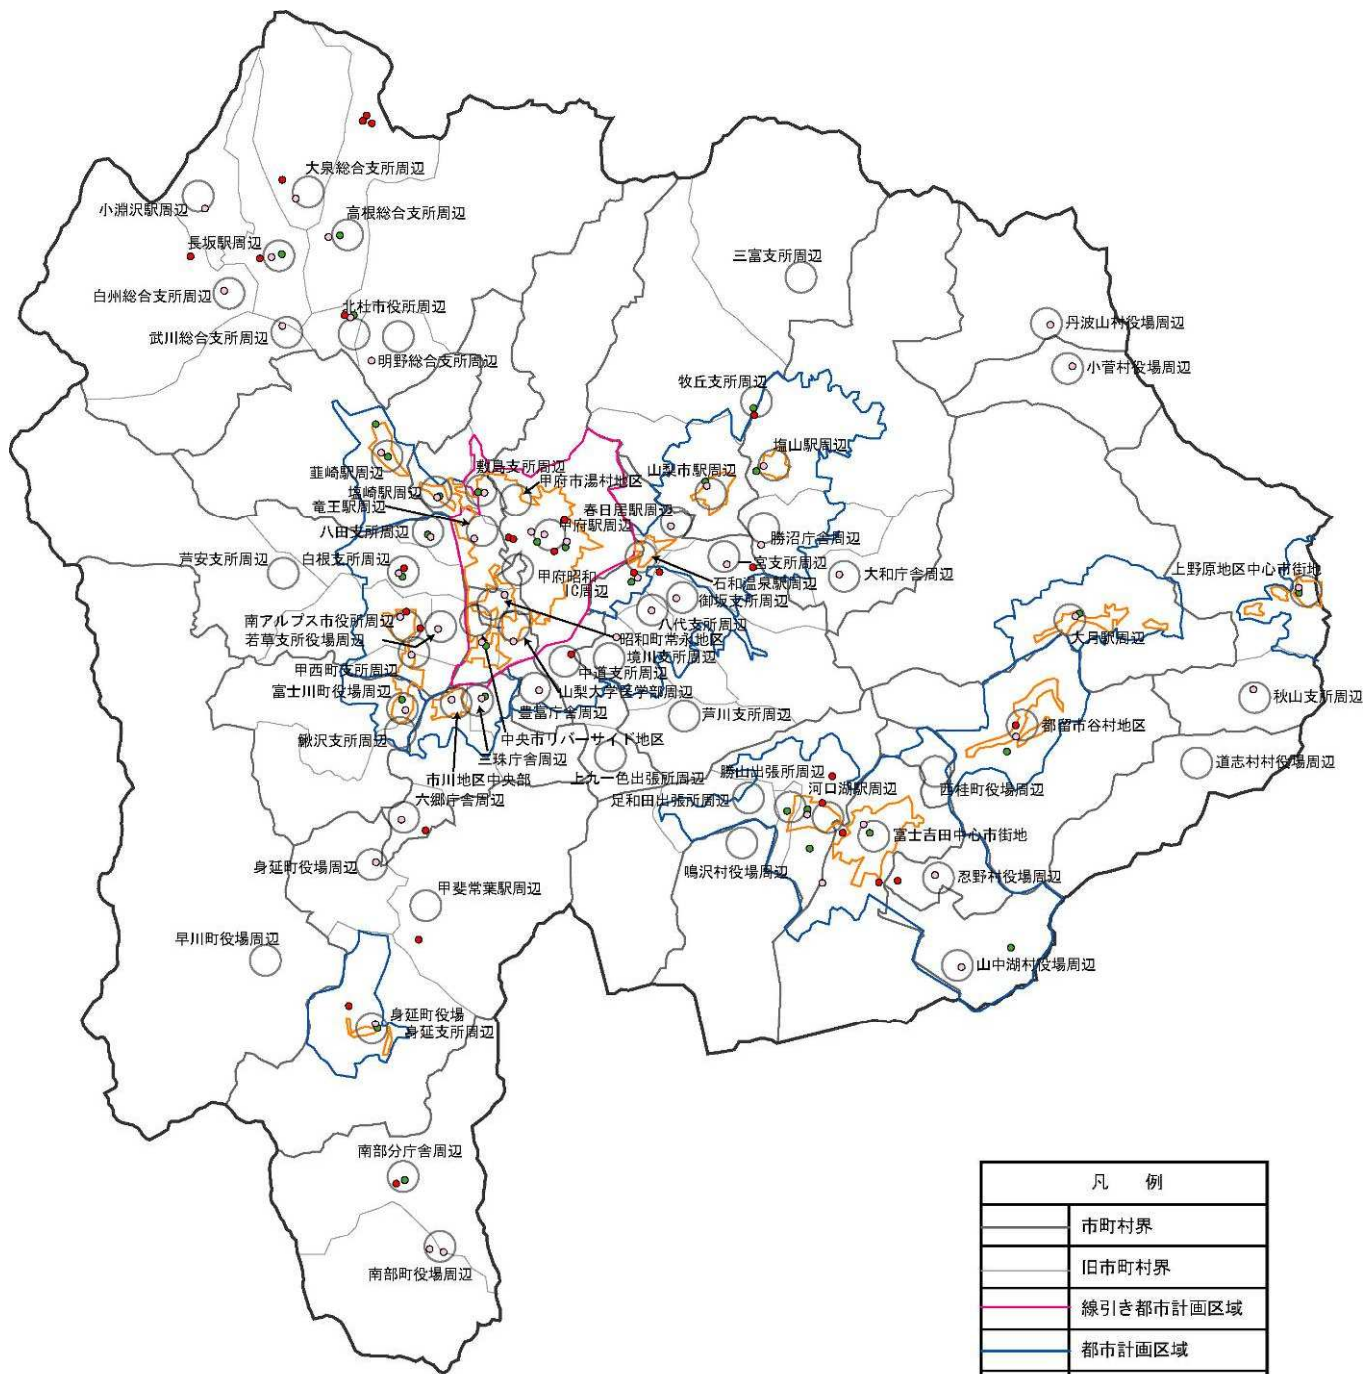 大泉総合支所周辺
小淵沢駅周辺
高根総合支所周辺
長坂駅周辺
三富支所周辺
白州総合支所周辺
北杜市役所周辺
武川総合支所周辺
丹波山村役場周辺
明野総合支所周辺
小菅村役場周辺
牧丘支所周辺
塩山駅周辺
敷島支所周辺
山梨市駅周辺
韮崎駅周辺
甲府市湯村地区
塩崎駅周辺
竜王駅周辺
春日居駅周辺
八田支所周辺
甲府駅周辺
勝沼庁舎周辺
芦安支所周辺
白根支所周辺
一宮支所周辺
大和庁舎周辺
上野原地区中心市街地
甲府昭和
IC周辺
石和温泉駅周辺
御坂支所周辺
南アルプス市役所周辺
八代支所周辺
若草支所役場周辺
昭和町常永地区
大月駅周辺
境川支所周辺
甲西町支所周辺
中道支所周辺
富士川町役場周辺
山梨大学医学部周辺
秋山支所周辺
豊富庁舎周辺
芦川支所周辺
都留市谷村地区
鰍沢支所周辺
中央市リバーサイド地区
三珠庁舎周辺
市川地区中央部
上九一色出張所周辺
勝山出張所周辺
道志村村役場周辺
河口湖駅周辺
西桂町役場周辺
六郷庁舎周辺
足和田出張所周辺
富士吉田中心市街地
身延町役場周辺
鳴沢村役場周辺
忍野村役場周辺
甲斐常葉駅周辺
早川町役場周辺
山中湖村役場周辺
身延町役場
身延支所周辺
南部分庁舎周辺
南部町役場周辺
凡 例
市町村界
旧市町村界
線引き都市計画区域
都市計画区域